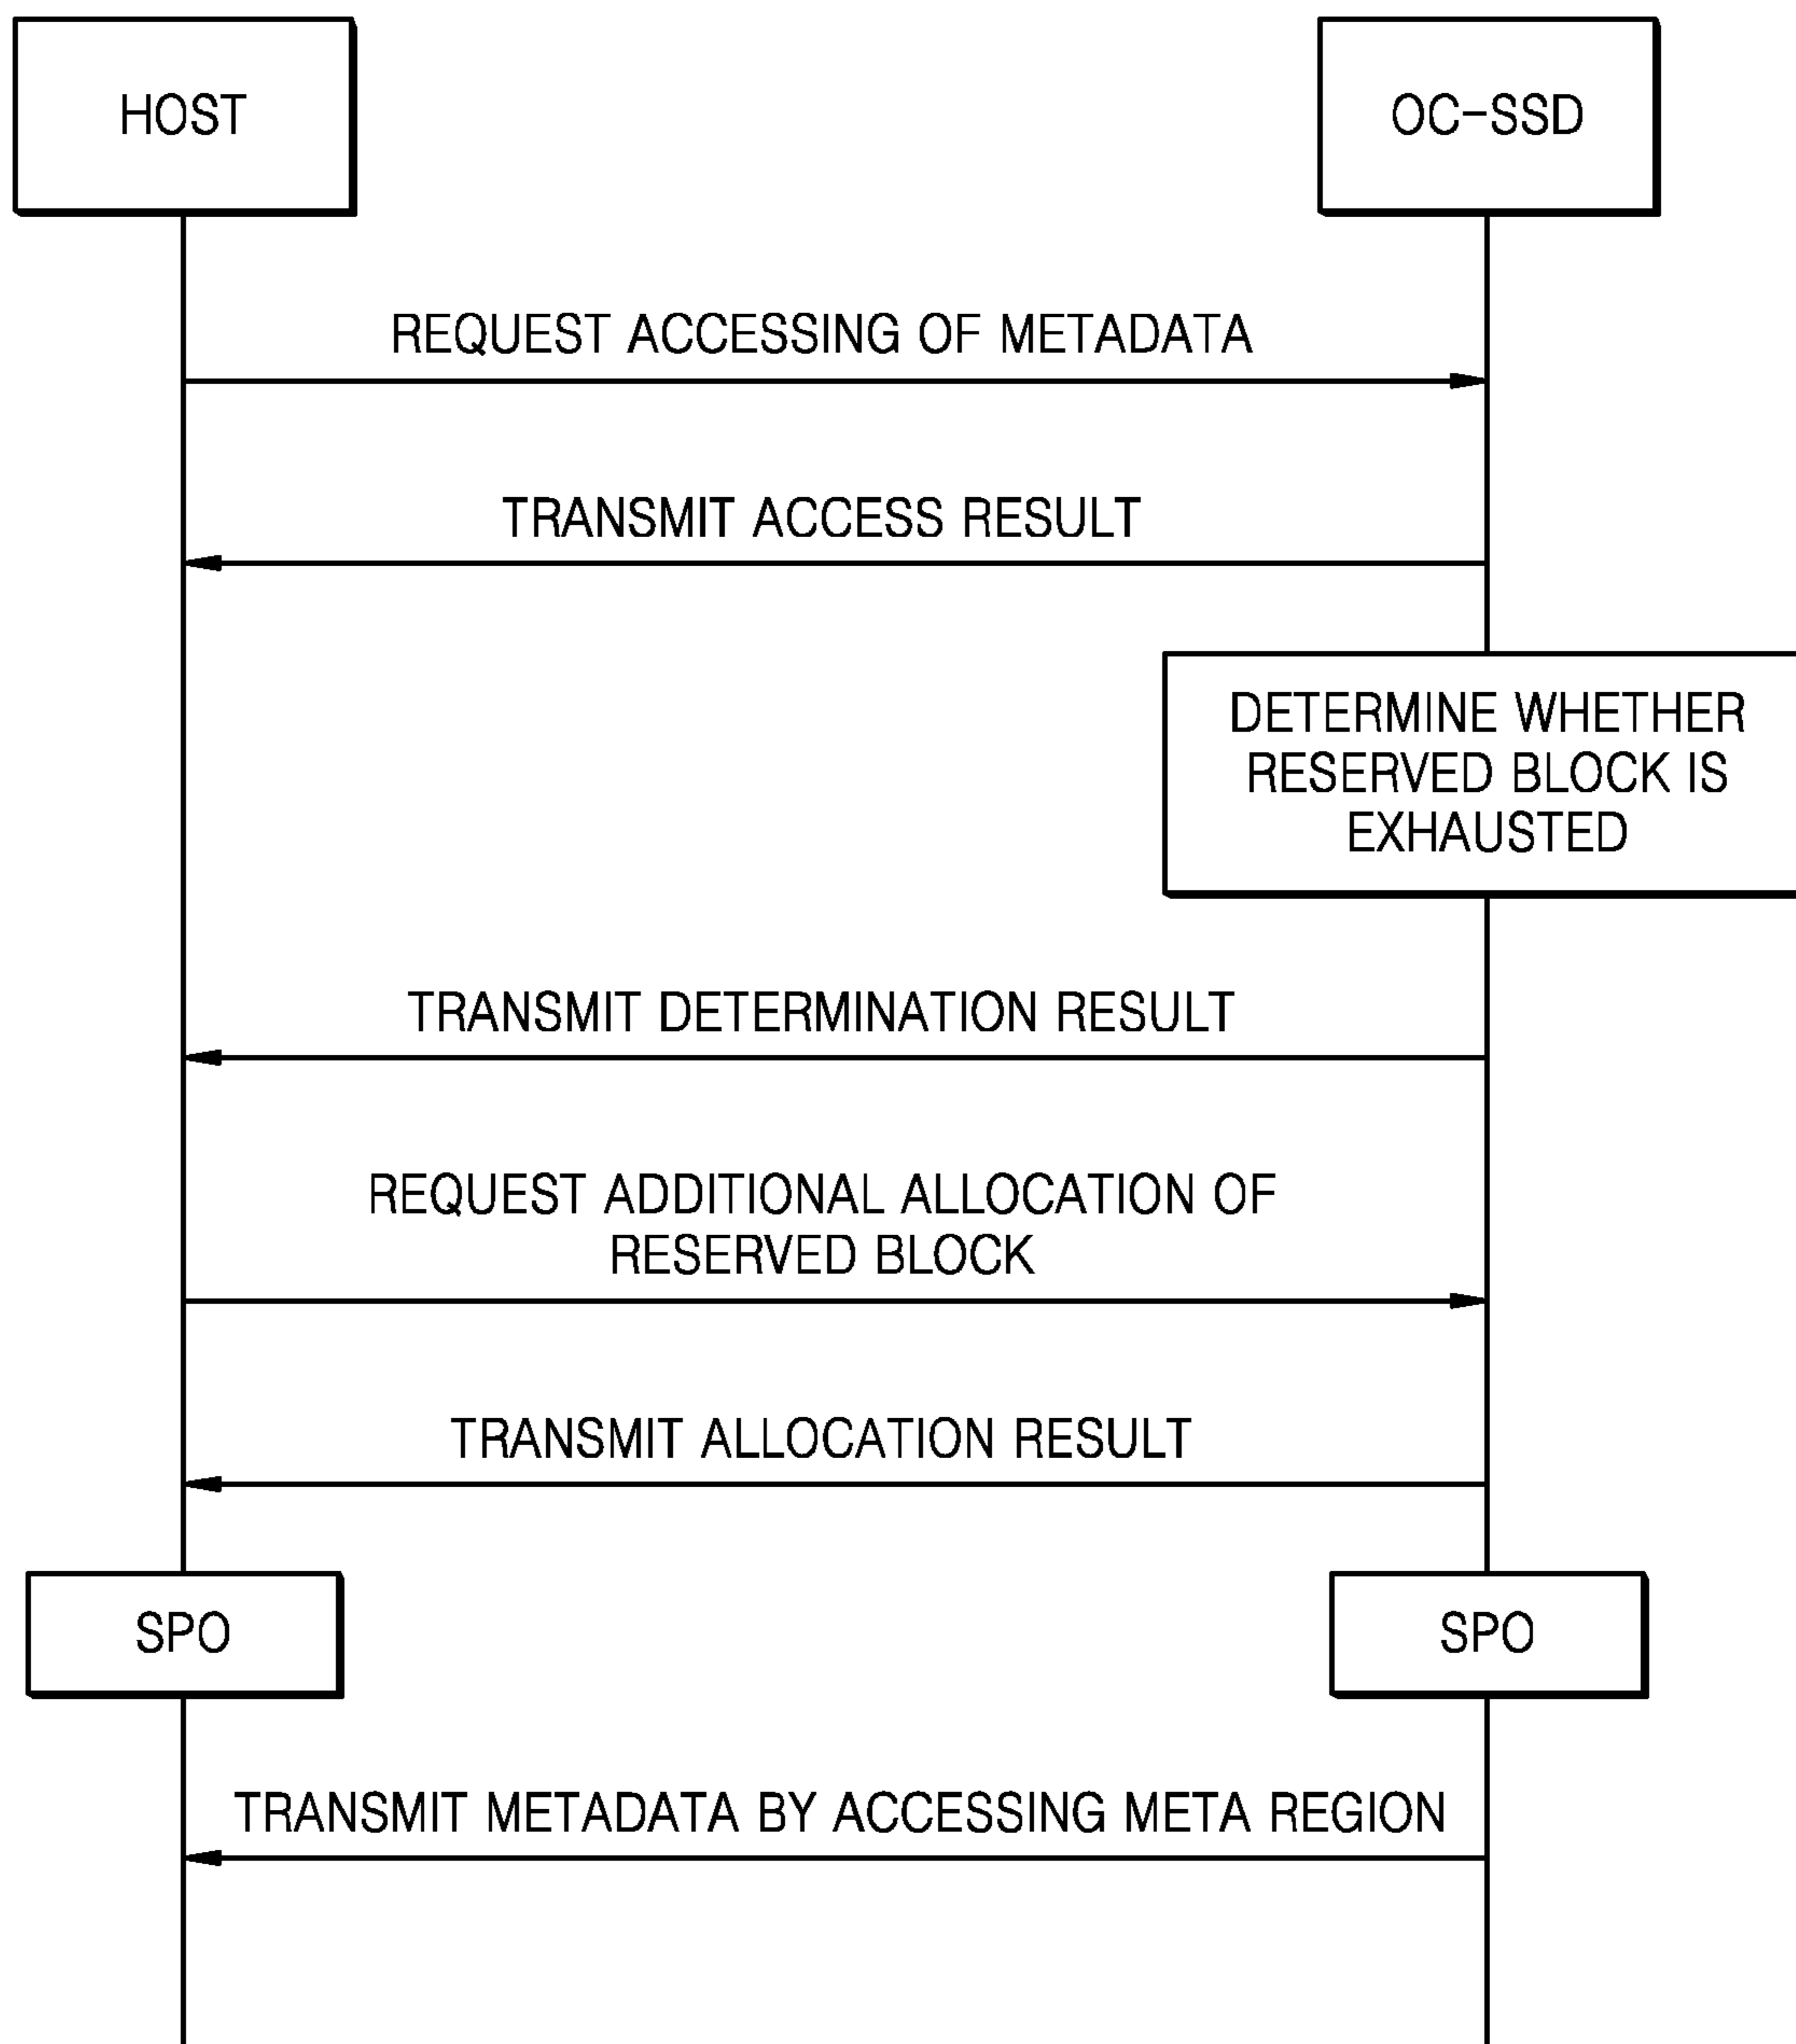 HOST
OC-SSD
REQUEST ACCESSING OF METADATA
TRANSMIT ACCESS RESULT
DETERMINE WHETHER
RESERVED BLOCK IS
EXHAUSTED
TRANSMIT DETERMINATION RESULT
REQUEST ADDITIONAL ALLOCATION OF
RESERVED BLOCK
TRANSMIT ALLOCATION RESULT
SPO
SPO
TRANSMIT METADATA BY ACCESSING META REGION